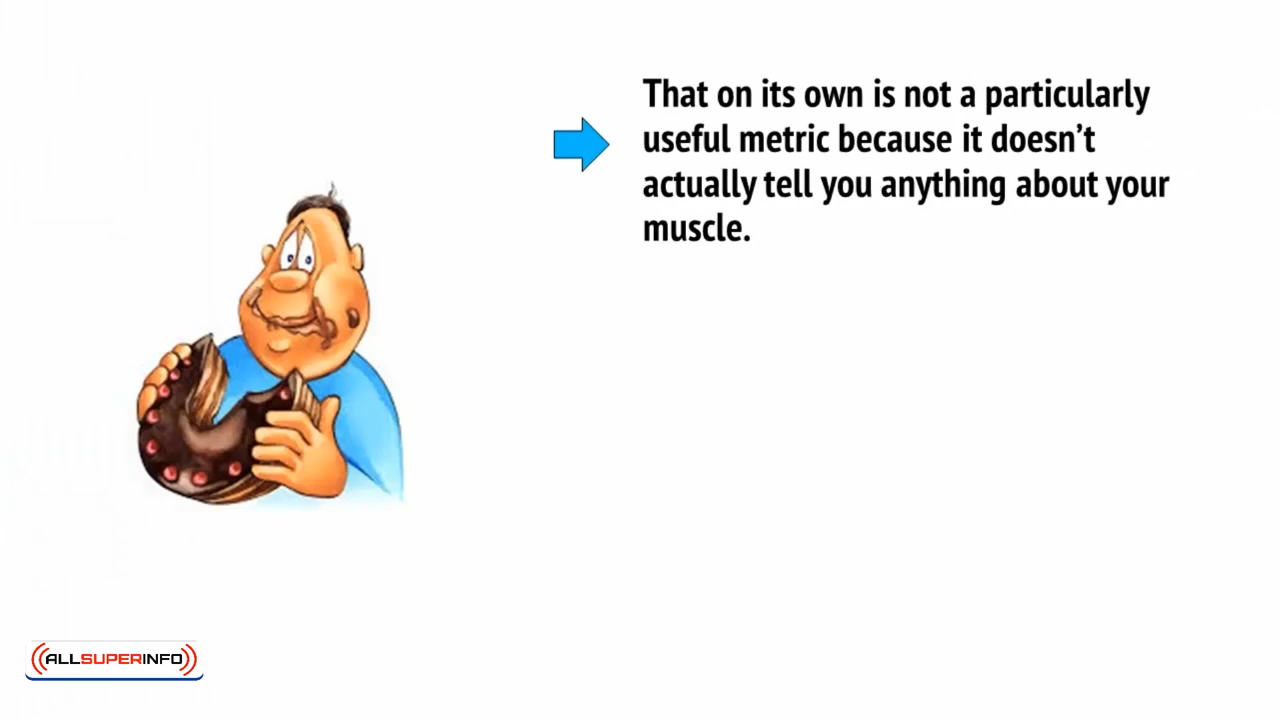 That on its own is not a particularly
useful metric because it doesn’t
actually tell you anything about your
muscle.
ALLSUPERINFO